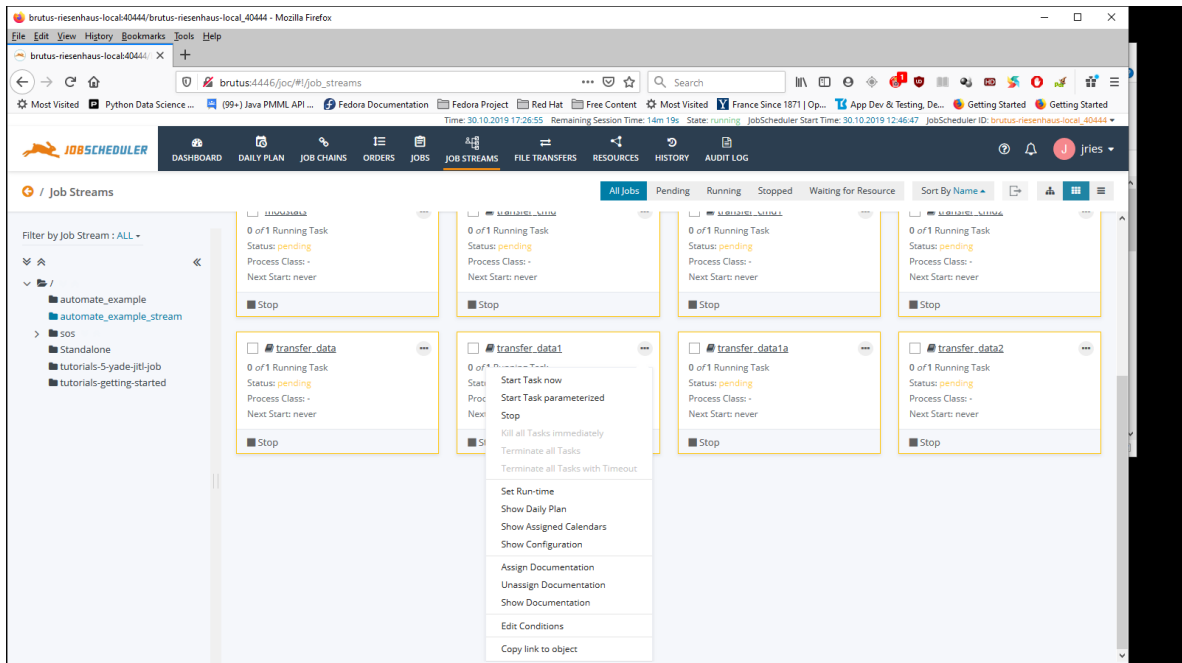 brutus-riesenhaus-local:40444/brutus-riesenhaus-local_40444 - Mozilla Firefox
File Edit View History Bookmarks Tools Help
brutus-riesenhaus-local:40444/
brutus:4446/joc/#!/job_streams
Search
Most Visited Python Data Science ... (99+) Java PMML API ... Fedora Documentation Fedora Project Red Hat Free Content Most Visited France Since 1871 | Op... App Dev & Testing, De... Getting Started Getting Started
Time: 30.10.2019 17:26:55 Remaining Session Time: 14m 19s State: running JobScheduler Start Time: 30.10.2019 12:46:47 JobScheduler ID: brutus-riesenhaus-local_40444
JOBSCHEDULER
DASHBOARD DAILY PLAN JOB CHAINS ORDERS JOBS JOB STREAMS FILE TRANSFERS RESOURCES HISTORY AUDIT LOG
J jries
/ Job Streams
All Jobs Pending Running Stopped Waiting for Resource Sort By Name
Filter by Job Stream : ALL
/
automate_example
automate_example_stream
sos
Standalone
tutorials-5-yade-jitl-job
tutorials-getting-started
modstats transfer_cmd transfer_cmd1 transfer_cmd2
0 of 1 Running Task 0 of 1 Running Task 0 of 1 Running Task 0 of 1 Running Task
Status: pending Status: pending Status: pending Status: pending
Process Class: - Process Class: - Process Class: - Process Class: -
Next Start: never Next Start: never Next Start: never Next Start: never
Stop Stop Stop Stop
transfer_data transfer_data1 transfer_data1a transfer_data2
0 of 1 Running Task 0 of 1 Running Task 0 of 1 Running Task 0 of 1 Running Task
Status: pending Status: pending Status: pending
Process Class: - Process Class: - Process Class: -
Next Start: never Next Start: never Next Start: never
Stop Stop Stop
Start Task now
Start Task parameterized
Stop
Kill all Tasks immediately
Terminate all Tasks
Terminate all Tasks with Timeout
Set Run-time
Show Daily Plan
Show Assigned Calendars
Show Configuration
Assign Documentation
Unassign Documentation
Show Documentation
Edit Conditions
Copy link to object